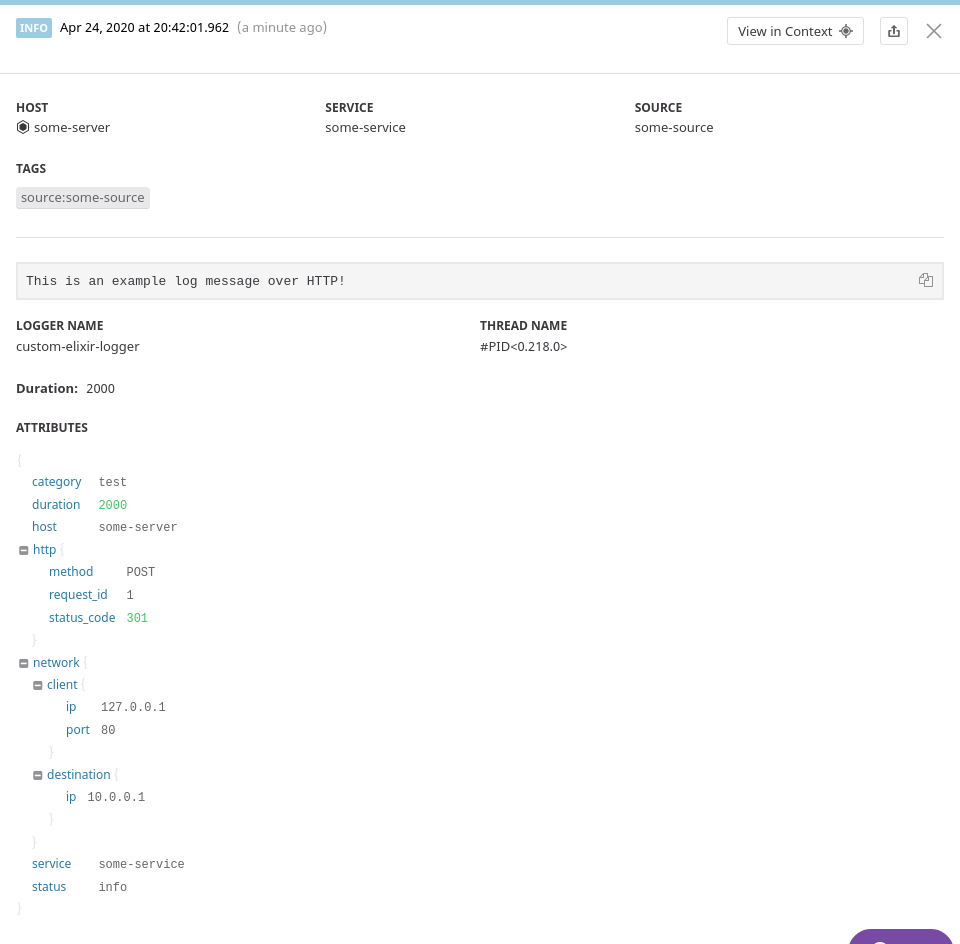 INFO Apr 24, 2020 at 20:42:01.962 (a minute ago) View in Context
HOST SERVICE SOURCE
some-server some-service some-source
TAGS
source:some-source
This is an example log message over HTTP!
LOGGER NAME THREAD NAME
custom-elixir-logger #PID<0.218.0>
Duration: 2000
ATTRIBUTES
{
category test
duration 2000
host some-server
http {
method POST
request_id 1
status_code 301
}
network {
client {
ip 127.0.0.1
port 80
}
destination {
ip 10.0.0.1
}
}
service some-service
status info
}